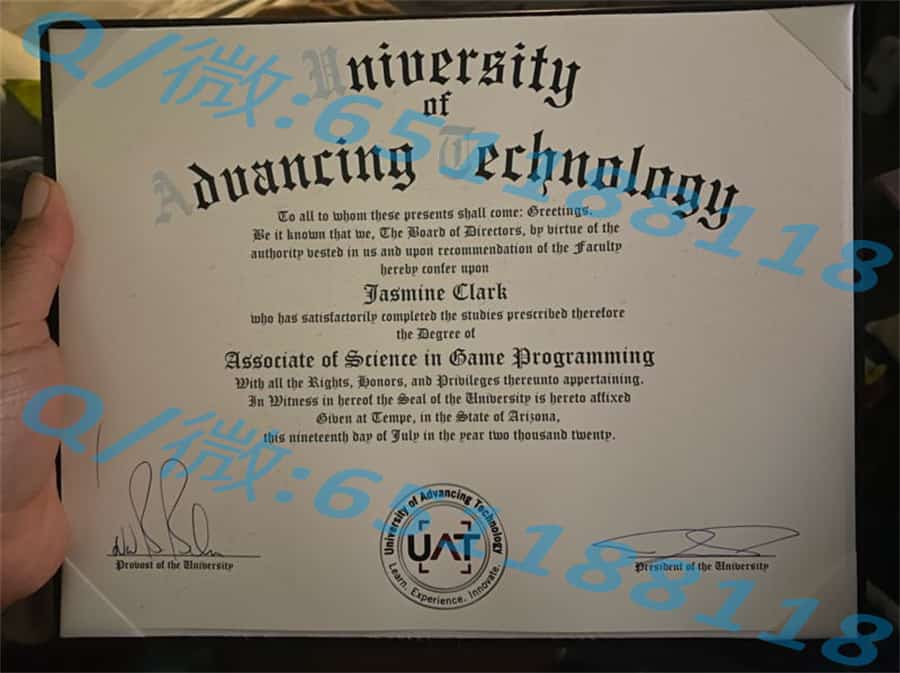 University
of
Advancing Technology
To all to whom these presents shall come: Greetings.
Be it known that we, The Board of Directors, by virtue of the
authority vested in us and upon recommendation of the Faculty
hereby confer upon
Jasmine Clark
who has satisfactorily completed the studies prescribed therefore
the Degree of
Associate of Science in Game Programming
With all the Rights, Honors, and Privileges thereunto appertaining.
In Witness in hereof the Seal of the University is hereto affixed
Given at Tempe, in the State of Arizona,
this nineteenth day of July in the year two thousand twenty.
Provost of the University
University of Advancing Technology
UAT
Learn. Experience. Innovate.
President of the University
Q/微:651188118
Q/微:651188118